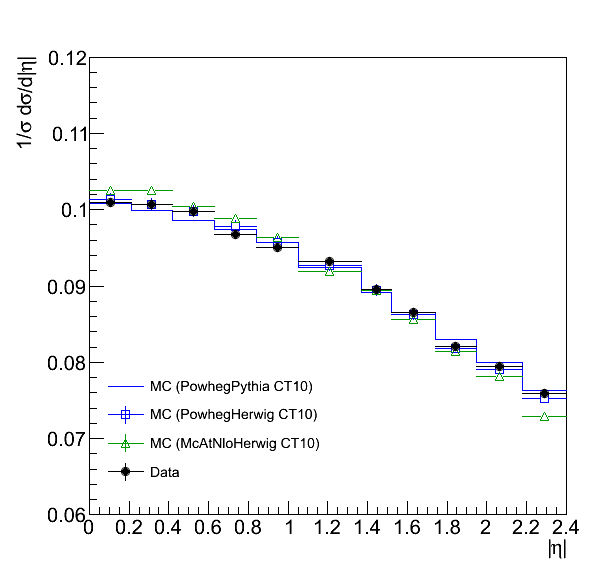 1/σ dσ/d|η|
0.12
0.11
0.1
0.09
0.08
0.07
0.06
MC (PowhegPythia CT10)
MC (PowhegHerwig CT10)
MC (McAtNloHerwig CT10)
Data
0 0.2 0.4 0.6 0.8 1 1.2 1.4 1.6 1.8 2 2.2 2.4
|η|